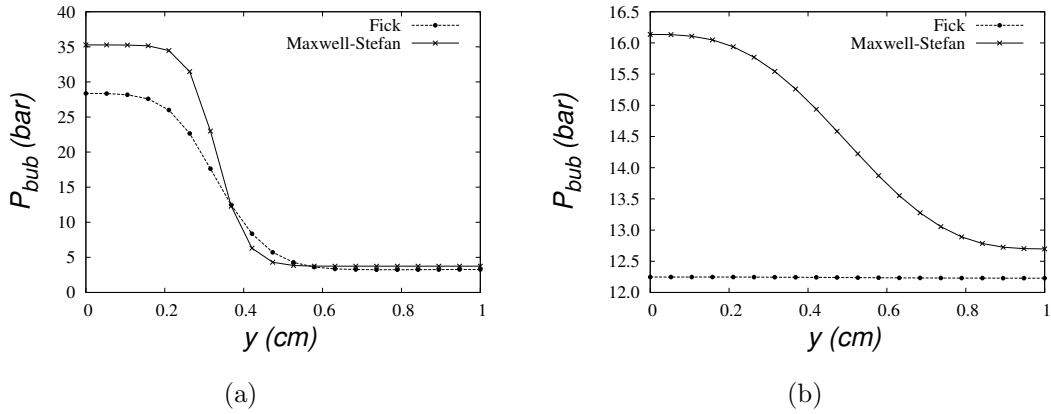 P_bub (bar)
40
35
30
25
20
15
10
5
0
Fick
Maxwell-Stefan
0 0.2 0.4 0.6 0.8 1
y (cm)
(a)
P_bub (bar)
16.5
16.0
15.5
15.0
14.5
14.0
13.5
13.0
12.5
12.0
Fick
Maxwell-Stefan
0 0.2 0.4 0.6 0.8 1
y (cm)
(b)